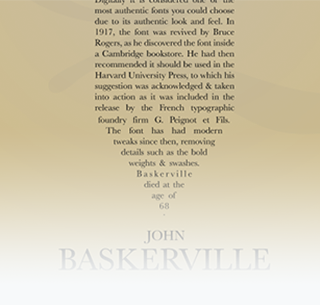 Digitally it is considered one of the
most authentic fonts you could choose
due to its authentic look and feel. In
1917, the font was revived by Bruce
Rogers, as he discovered the font inside
a Cambridge bookstore. He had then
recommended it should be used in the
Harvard University Press, to which his
suggestion was acknowledged & taken
into action as it was included in the
release by the French typographic
foundry firm G. Peignot et Fils.
The font has had modern
tweaks since then, removing
details such as the bold
weights & swashes.
Baskerville
died at the
age of
68
.
JOHN
BASKERVILLE